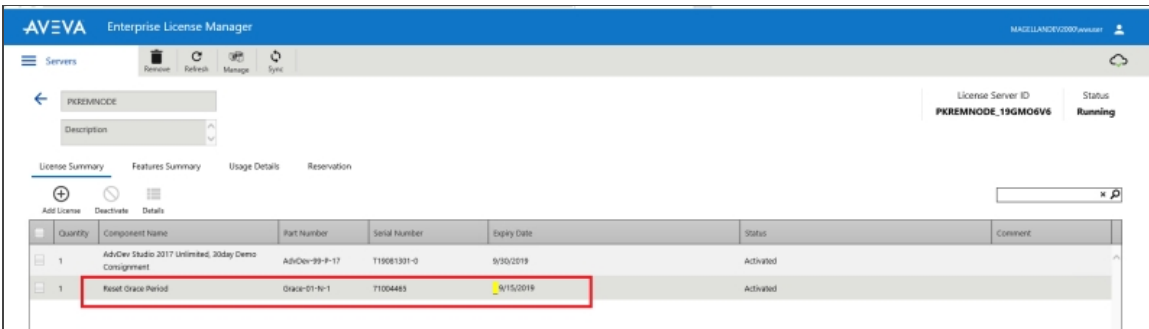 AVEVA Enterprise License Manager MAGELLANDEV2080\wwuser
Servers Remove Refresh Manage Sync
PKREMNODE
License Server ID Status
PKREMNODE_19GMO6V6 Running
Description
License Summary Features Summary Usage Details Reservation
Add License Deactivate Details
Quantity Component Name Part Number Serial Number Expiry Date Status Comment
1 AdvDev Studio 2017 Unlimited, 30day Demo Consignment AdvDev-99-P-17 T19081301-0 9/30/2019 Activated
1 Reset Grace Period Grace-01-N-1 71004463 9/15/2019 Activated